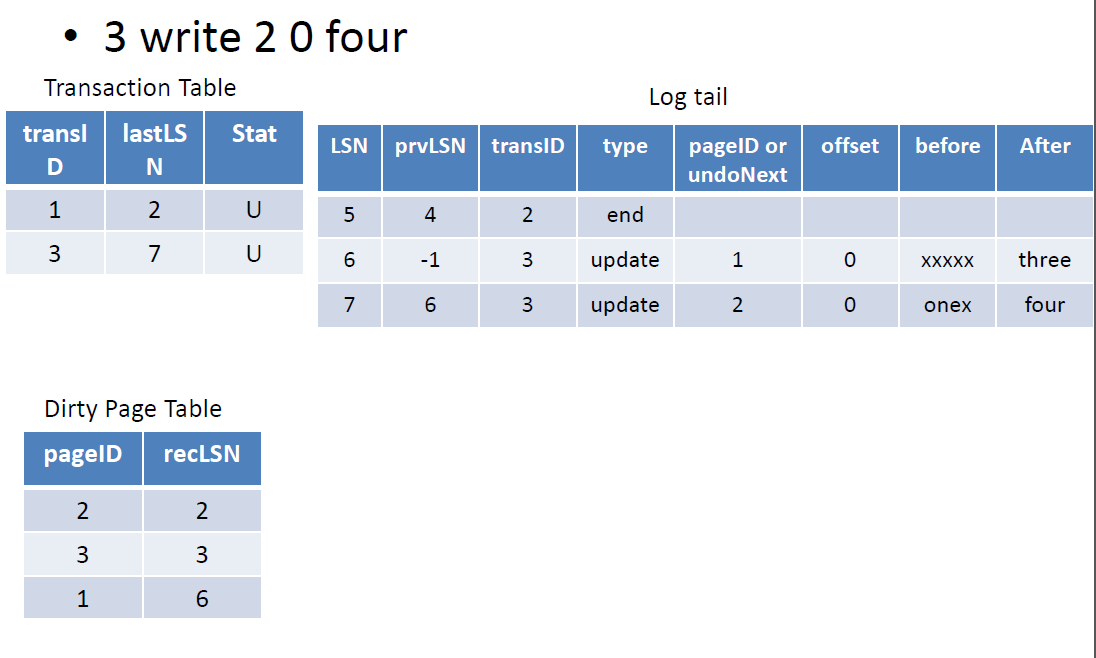 • 3 write 2 0 four
Transaction Table
transI
D lastLS
N Stat
1 2 U
3 7 U
Log tail
LSN prvLSN transID type pageID or
undoNext offset before After
5 4 2 end
6 -1 3 update 1 0 xxxxx three
7 6 3 update 2 0 onex four
Dirty Page Table
pageID recLSN
2 2
3 3
1 6